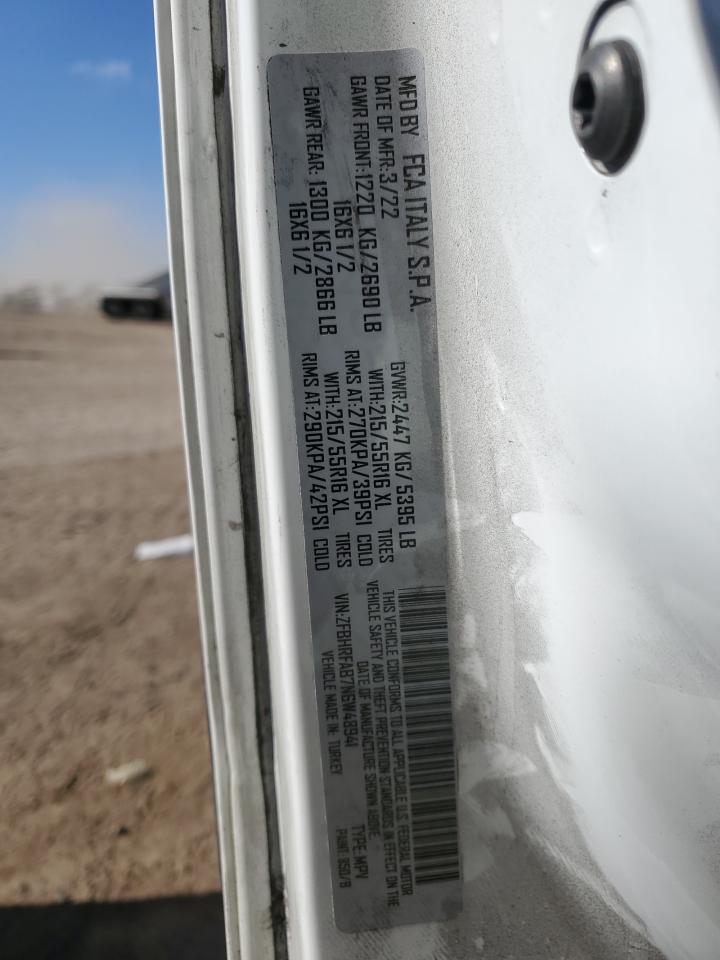 MFD BY FCA ITALY S.P.A. GVWR:2447 KG/5395 LB
DATE OF MFR:3/22 WITH:215/55R16 XL TIRES
GAWR FRONT:1220 KG/2690 LB RIMS AT:270KPA/39PSI COLD
16X6 1/2 WITH:215/55R16 XL TIRES
GAWR REAR: 1300 KG/2866 LB RIMS AT:290KPA/42PSI COLD
16X6 1/2
THIS VEHICLE CONFORMS TO ALL APPLICABLE U.S. FEDERAL MOTOR
VEHICLE SAFETY AND THEFT PREVENTION STANDARDS IN EFFECT ON THE
DATE OF MANUFACTURE SHOWN ABOVE.
VIN:ZFBHRFAB7N6W48941 TYPE:MPV
VEHICLE MADE IN: TURKEY PAINT: 950/B